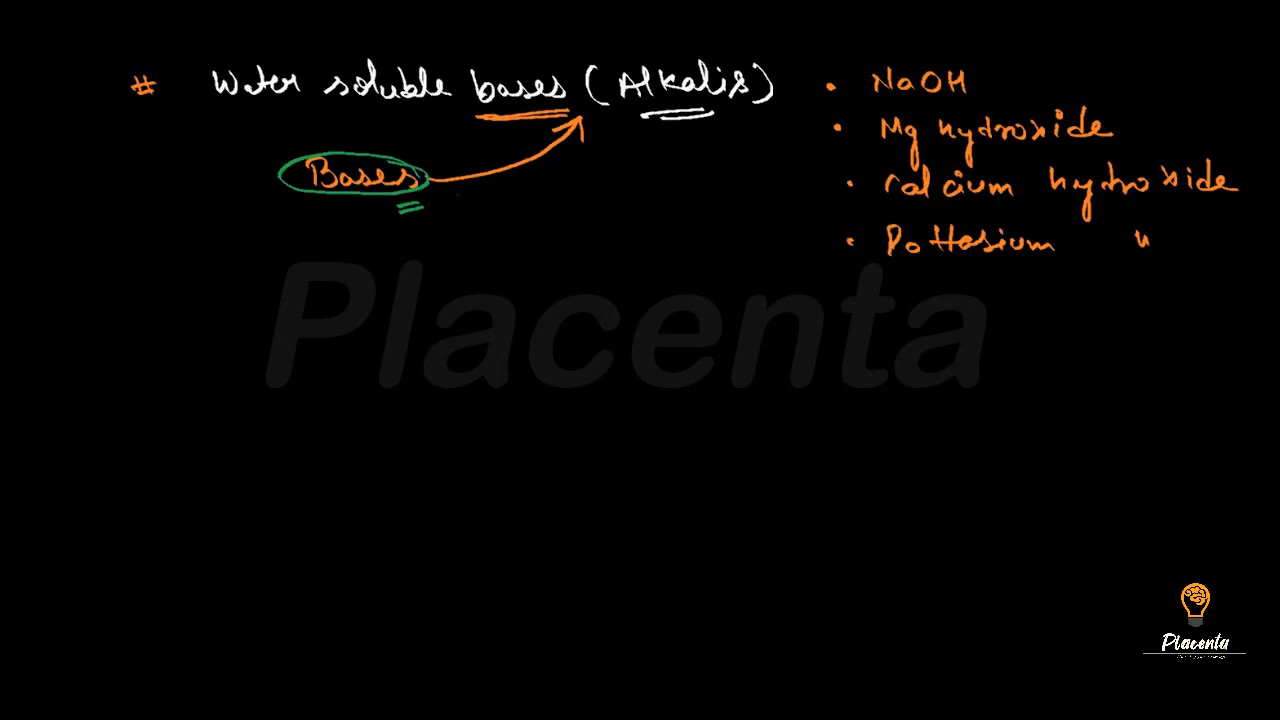 # Water soluble bases (Alkalis)
Bases
• NaOH
• Mg hydroxide
• calcium hydroxide
• Pottasium "
Placenta
Placenta